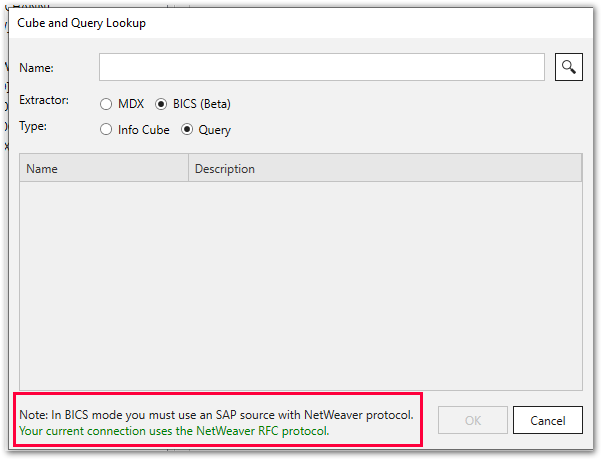 Cube and Query Lookup
Name:
Extractor: MDX BICS (Beta)
Type: Info Cube Query
Name Description
Note: In BICS mode you must use an SAP source with NetWeaver protocol.
Your current connection uses the NetWeaver RFC protocol.
OK Cancel